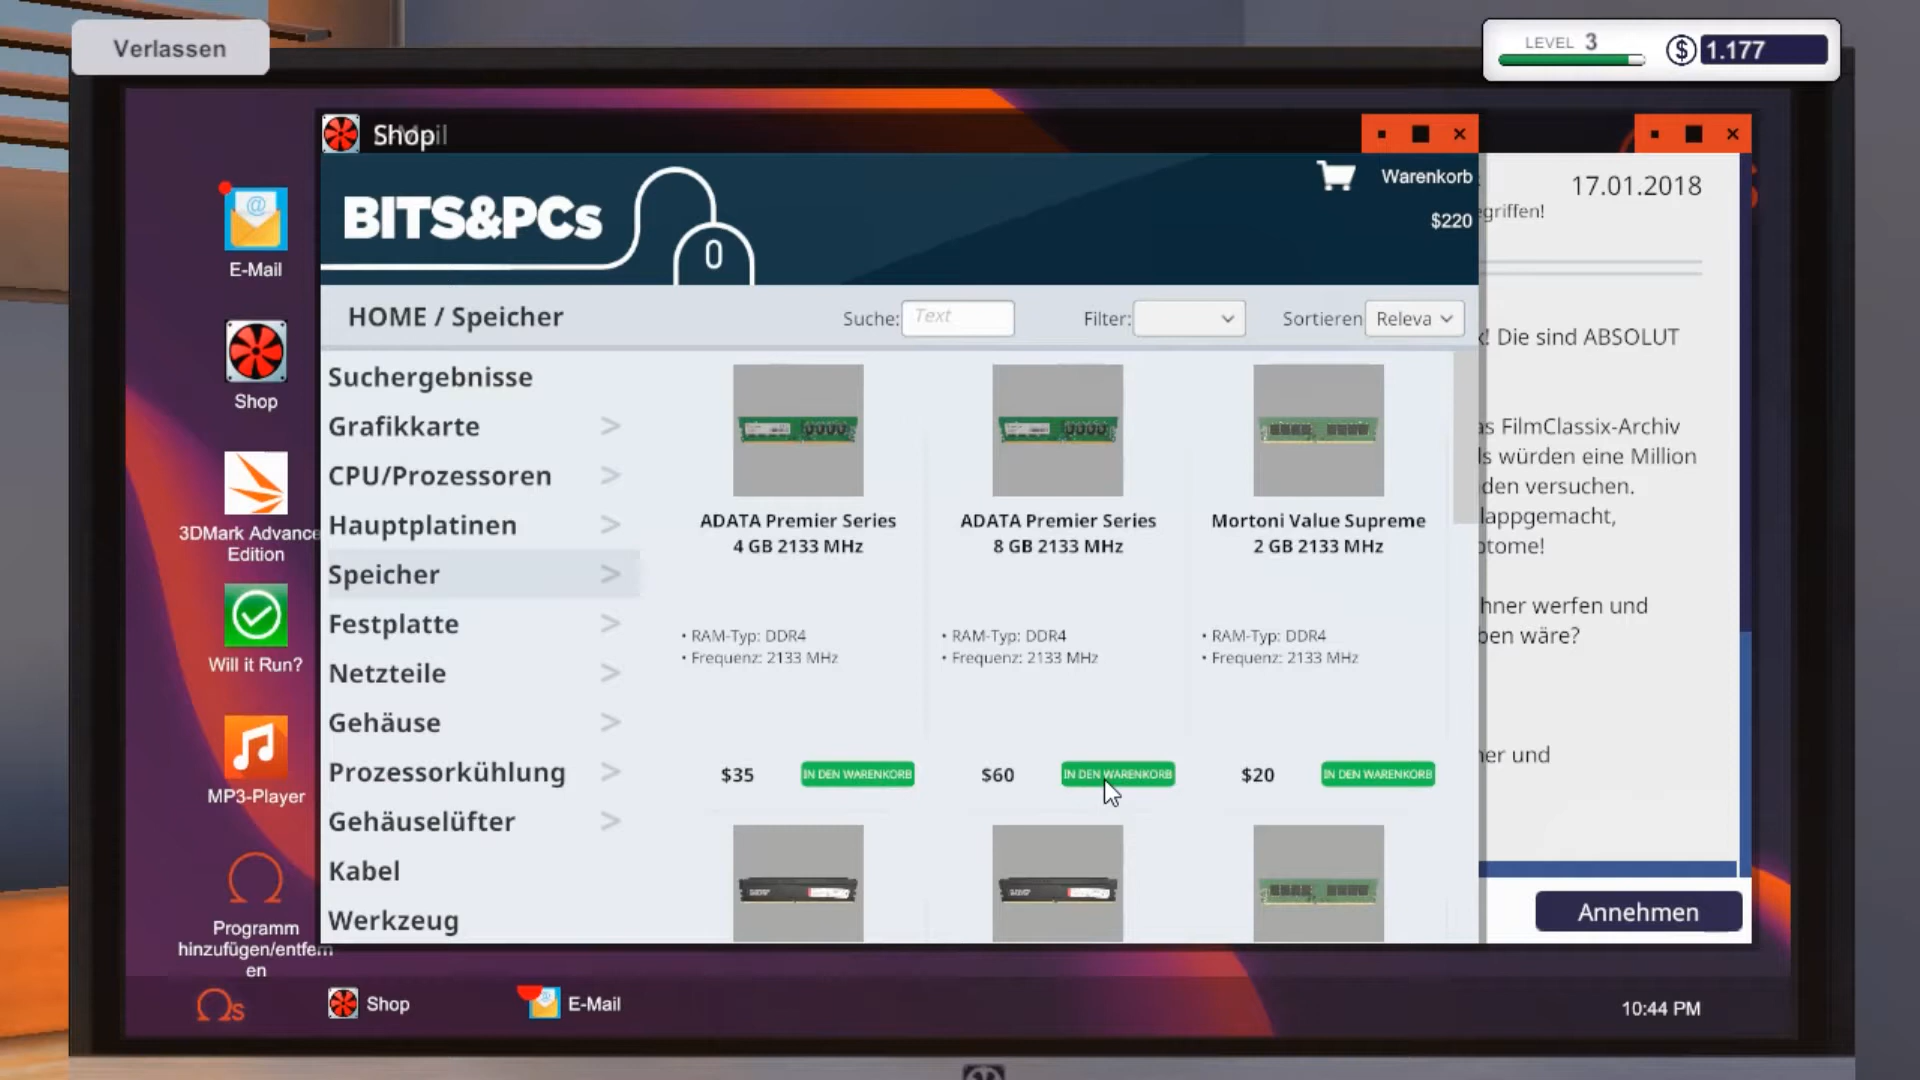 Verlassen
LEVEL 3
$ 1.177
Shop
BITS&PCs
Warenkorb
$220
HOME / Speicher
Suche:
Text
Filter:
Sortieren
Releva
Suchergebnisse
Grafikkarte >
CPU/Prozessoren >
Hauptplatinen >
Speicher >
Festplatte >
Netzteile >
Gehäuse >
Prozessorkühlung >
Gehäuselüfter >
Kabel
Werkzeug
ADATA Premier Series
4 GB 2133 MHz
• RAM-Typ: DDR4
• Frequenz: 2133 MHz
$35
IN DEN WARENKORB
ADATA Premier Series
8 GB 2133 MHz
• RAM-Typ: DDR4
• Frequenz: 2133 MHz
$60
IN DEN WARENKORB
Mortoni Value Supreme
2 GB 2133 MHz
• RAM-Typ: DDR4
• Frequenz: 2133 MHz
$20
IN DEN WARENKORB
17.01.2018
egriffen!
! Die sind ABSOLUT
as FilmClassix-Archiv
ls würden eine Million
den versuchen.
lappgemacht,
ptome!
hner werfen und
ben wäre?
her und
Annehmen
E-Mail
Shop
3DMark Advance
Edition
Will it Run?
MP3-Player
Programm
hinzufügen/entfern
en
Ωs
Shop
E-Mail
10:44 PM